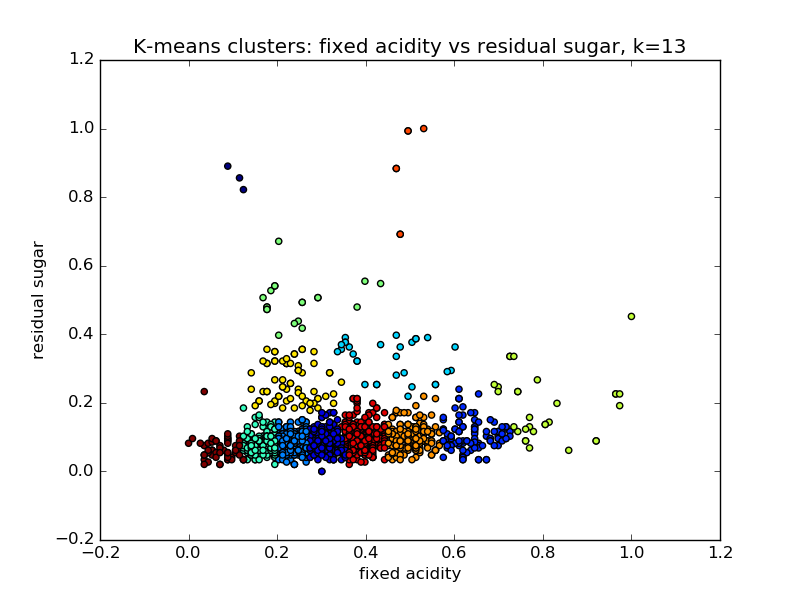 K-means clusters: fixed acidity vs residual sugar, k=13
1.2
1.0
0.8
0.6
0.4
0.2
0.0
−0.2
residual sugar
−0.2 0.0 0.2 0.4 0.6 0.8 1.0 1.2
fixed acidity